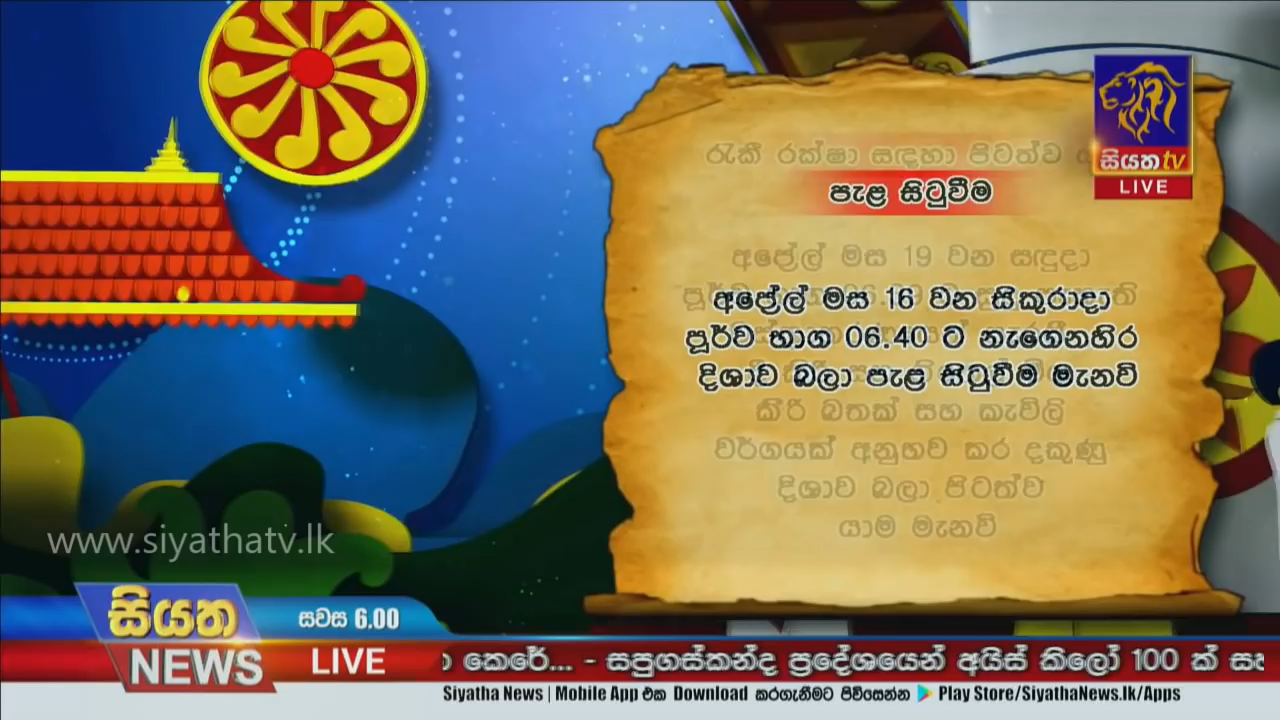 සියත tv
LIVE
රැකී රක්ෂා සඳහා පිටත්ව
පැළ සිටුවීම
අප්‍රේල් මස 19 වන සඳුදා
අප්‍රේල් මස 16 වන සිකුරාදා
පූර්ව භාග 06.40 ට නැගෙනහිර
දිශාව බලා පැළ සිටුවීම මැනවි
කිරි බතක් සහ කැවිලි
වර්ගයක් අනුභව කර දකුණු
දිශාව බලා පිටත්ව
යාම මැනවි
www.siyathatv.lk
සියත
NEWS
සවස 6.00
LIVE
කෙරේ... - සපුගස්කන්ද ප්‍රදේශයෙන් අයිස් කිලෝ 100 ක් සැ
Siyatha News | Mobile App එක Download කරගැනීමට පිවිසෙන්න Play Store/SiyathaNews.lk/Apps